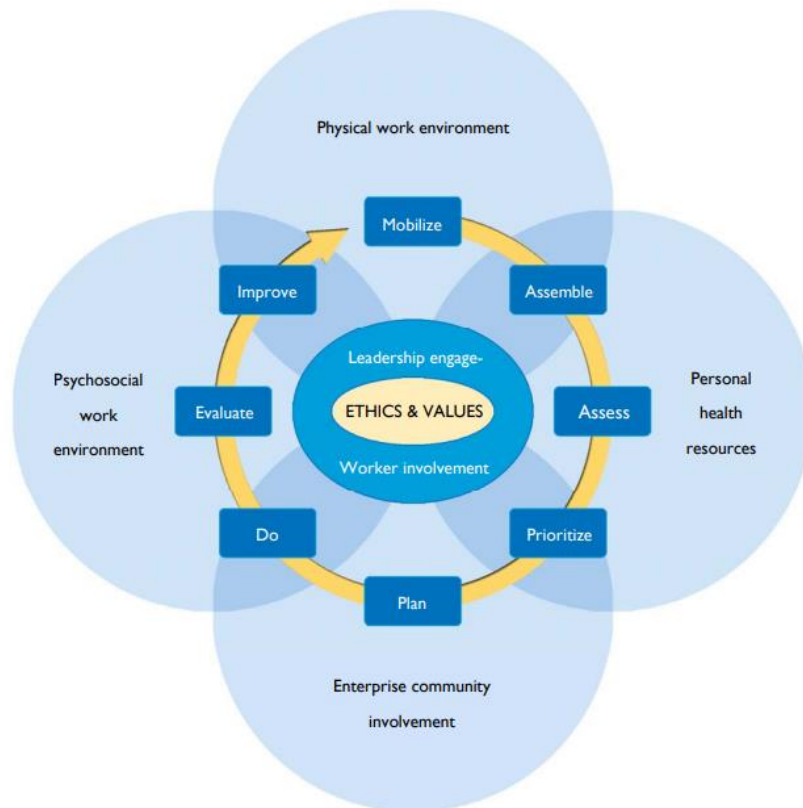 Physical work environment
Mobilize
Improve
Assemble
Leadership engage-
Psychosocial
work
environment
Evaluate
ETHICS & VALUES
Assess
Personal
health
resources
Worker involvement
Do
Prioritize
Plan
Enterprise community
involvement